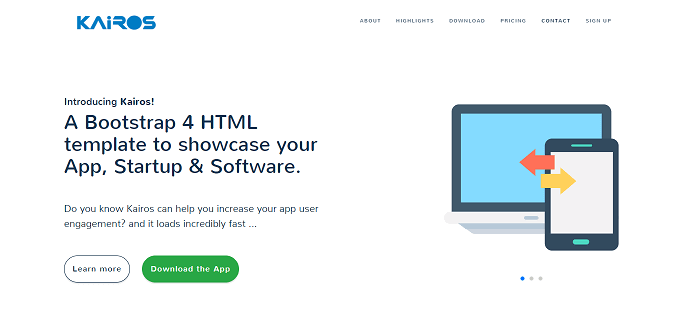 KAIROS
ABOUT HIGHLIGHTS DOWNLOAD PRICING CONTACT SIGN UP
Introducing Kairos!
A Bootstrap 4 HTML
template to showcase your
App, Startup & Software.
Do you know Kairos can help you increase your app user
engagement? and it loads incredibly fast ...
Learn more
Download the App